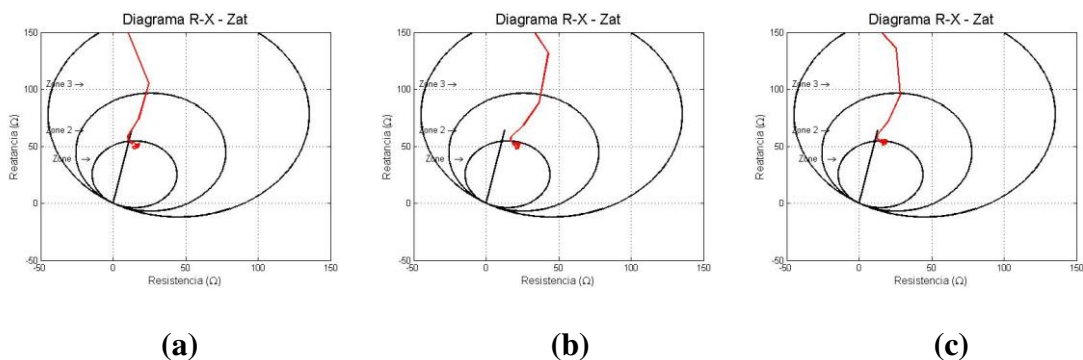 Diagrama R-X - Zat
150
100
50
0
-50
-50
0
50
100
150
Reatancia (Ω)
Resistencia (Ω)
Zone 3 →
Zone 2 →
Zone →
(a)
Diagrama R-X - Zat
150
100
50
0
-50
-50
0
50
100
150
Reatancia (Ω)
Resistencia (Ω)
Zone 3 →
Zone 2 →
Zone →
(b)
Diagrama R-X - Zat
150
100
50
0
-50
-50
0
50
100
150
Reatancia (Ω)
Resistencia (Ω)
Zone 3 →
Zone 2 →
Zone →
(c)